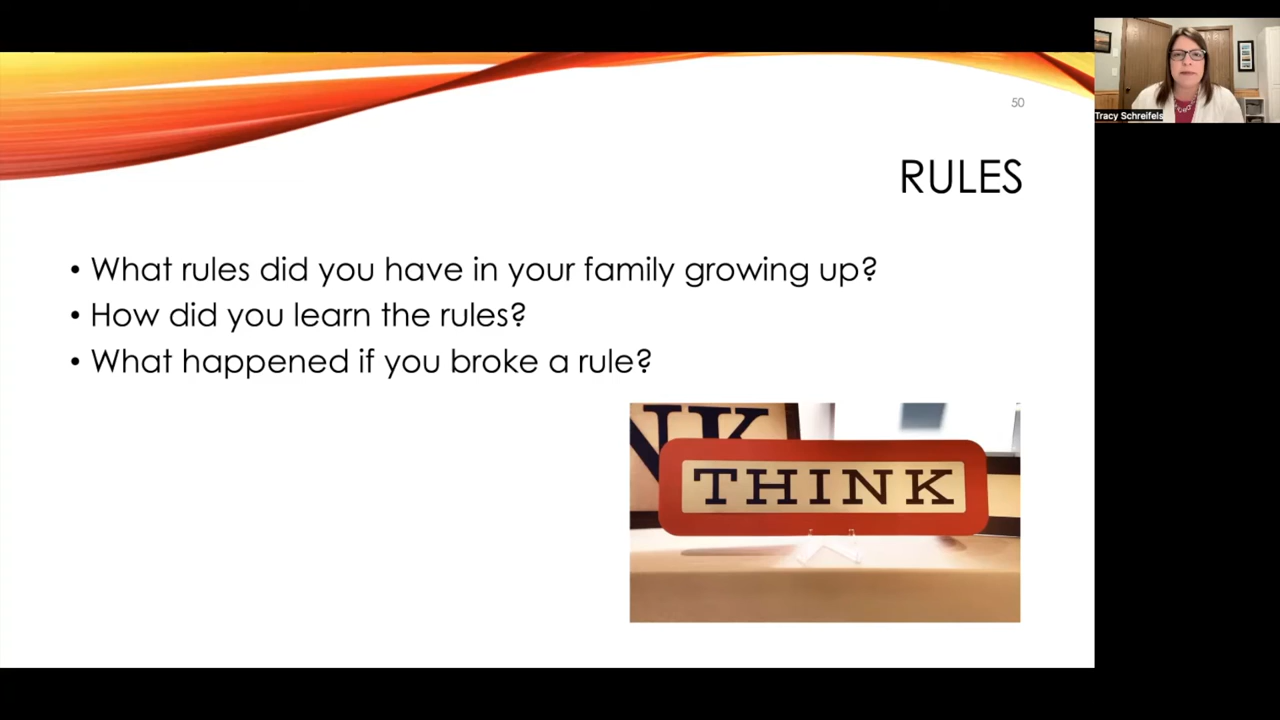 50
Tracy Schreifels
RULES
• What rules did you have in your family growing up?
• How did you learn the rules?
• What happened if you broke a rule?
NK
THINK